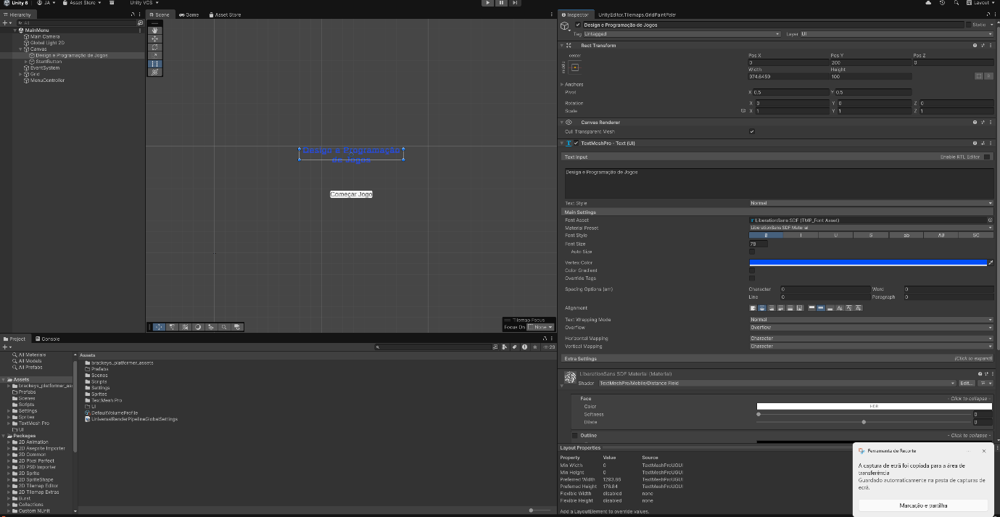 Unity 6
JA
Asset Store
Unity VCS
Layout
Hierarchy
All
MainMenu
Main Camera
Global Light 2D
Canvas
Design e Programação de Jogos
StartButton
EventSystem
Grid
MenuController
Scene
Game
Asset Store
Design e Programação
de Jogos
Começar Jogo
Tilemap Focus
Focus On
None
Inspector
UnityEditor.Tilemaps.GridPaintPale
Design e Programação de Jogos
Static
Tag
Untagged
Layer
UI
Rect Transform
center
middle
Pos X
Pos Y
Pos Z
0
200
0
Width
Height
974.6459
100
R
Anchors
Pivot
X 0.5
Y 0.5
Rotation
X 0
Y 0
Z 0
Scale
X 1
Y 1
Z 1
Canvas Renderer
Cull Transparent Mesh
TextMeshPro - Text (UI)
Text Input
Enable RTL Editor
Design e Programação de Jogos
Text Style
Normal
Main Settings
Font Asset
LiberationSans SDF (TMP_Font Asset)
Material Preset
LiberationSans SDF Material
Font Style
B I U S ab AB SC
Font Size
78
Auto Size
Vertex Color
Color Gradient
Override Tags
Spacing Options (em)
Character 0
Word 0
Line 0
Paragraph 0
Alignment
Text Wrapping Mode
Normal
Overflow
Overflow
Horizontal Mapping
Character
Vertical Mapping
Character
Extra Settings
(Click to expand)
LiberationSans SDF Material (Material)
Shader
TextMeshPro/Mobile/Distance Field
Edit...
Face
- Click to collapse -
Color
HDR
Softness
0
Dilate
0
Outline
- Click to collapse -
Layout Properties
Property Value Source
Min Width 0 TextMeshProUGUI
Min Height 0 TextMeshProUGUI
Preferred Width 1293.86 TextMeshProUGUI
Preferred Height 176.84 TextMeshProUGUI
Flexible Width disabled none
Flexible Height disabled none
Add a LayoutElement to override values.
Project
Console
29
All Materials
All Models
All Prefabs
Assets
brackeys_platformer_as
Prefabs
Scenes
Scripts
Settings
Sprites
TextMesh Pro
UI
Packages
2D Animation
2D Aseprite Importer
2D Common
2D Pixel Perfect
2D PSD Importer
2D Sprite
2D SpriteShape
2D Tilemap Editor
2D Tilemap Extras
Burst
Collections
Custom NUnit
Assets
brackeys_platformer_assets
Prefabs
Scenes
Scripts
Settings
Sprites
TextMesh Pro
UI
DefaultVolumeProfile
UniversalRenderPipelineGlobalSettings
Ferramenta de Recorte
A captura de ecrã foi copiada para a área de
transferência
Guardado automaticamente na pasta de capturas de
ecrã.
Marcação e partilha